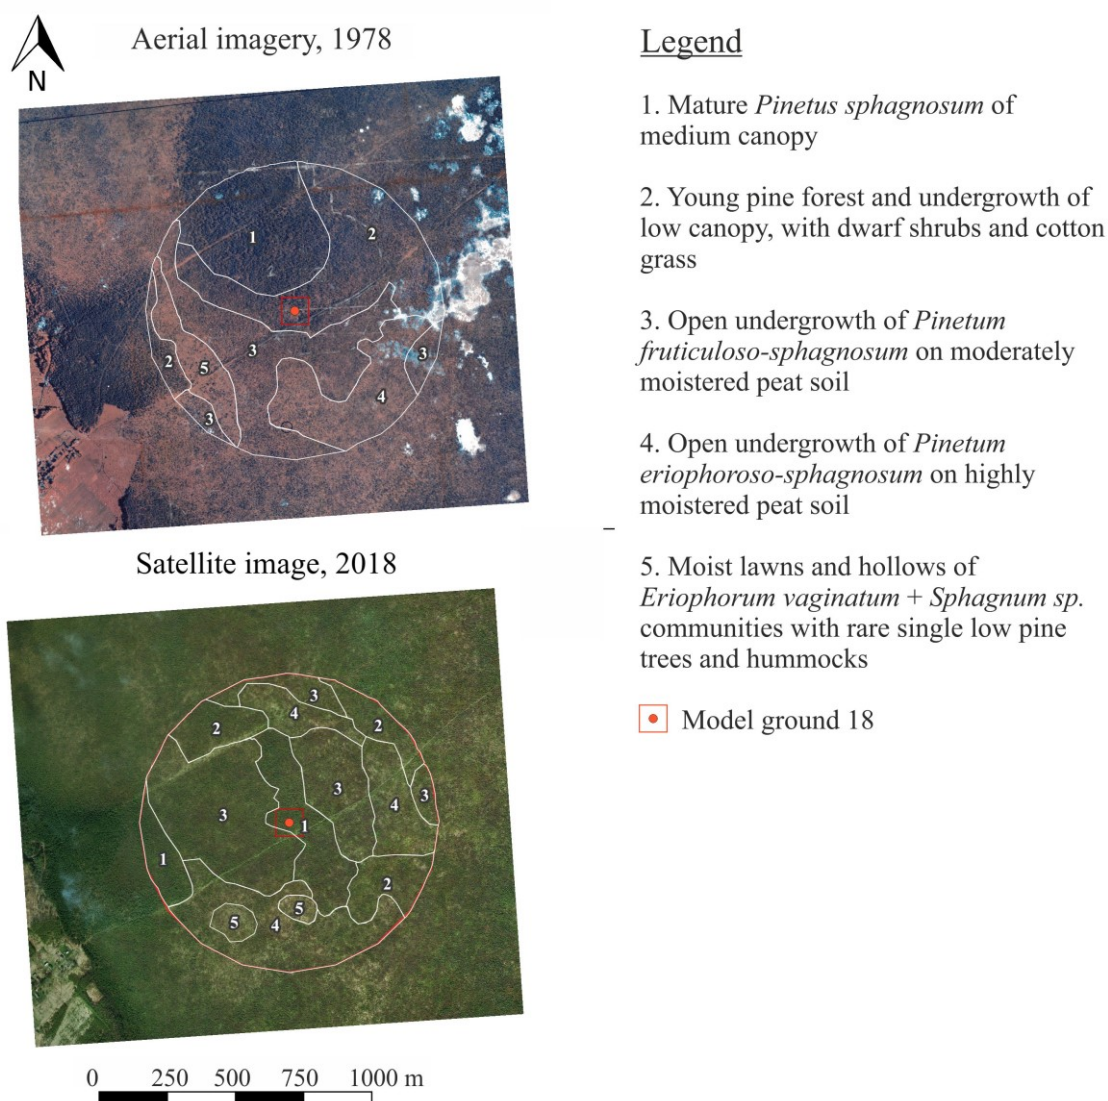 N
Aerial imagery, 1978
1
2
2
3
3
5
2
4
3
Satellite image, 2018
3
4
2
2
3
4
3
3
1
1
2
5
4
5
0 250 500 750 1000 m
Legend
1. Mature Pinetus sphagnosum of
medium canopy
2. Young pine forest and undergrowth of
low canopy, with dwarf shrubs and cotton
grass
3. Open undergrowth of Pinetum
fruticuloso-sphagnosum on moderately
moistered peat soil
4. Open undergrowth of Pinetum
eriophoroso-sphagnosum on highly
moistered peat soil
5. Moist lawns and hollows of
Eriophorum vaginatum + Sphagnum sp.
communities with rare single low pine
trees and hummocks
Model ground 18